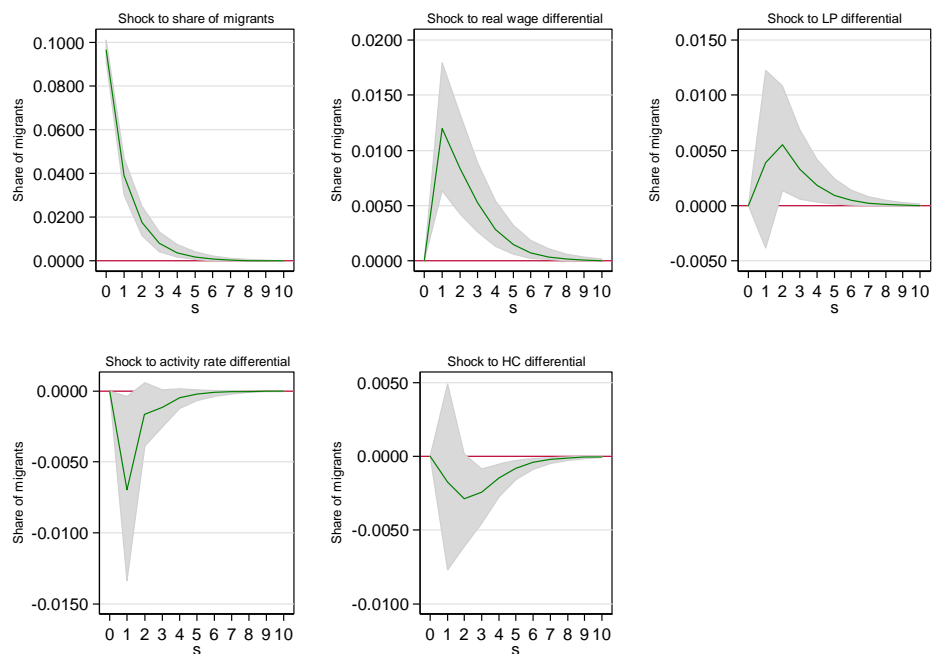 Shock to share of migrants
Share of migrants
0.1000
0.0800
0.0600
0.0400
0.0200
0.0000
0 1 2 3 4 5 6 7 8 9 10
s
Shock to real wage differential
Share of migrants
0.0200
0.0150
0.0100
0.0050
0.0000
0 1 2 3 4 5 6 7 8 9 10
s
Shock to LP differential
Share of migrants
0.0150
0.0100
0.0050
0.0000
-0.0050
0 1 2 3 4 5 6 7 8 9 10
s
Shock to activity rate differential
Share of migrants
0.0000
-0.0050
-0.0100
-0.0150
0 1 2 3 4 5 6 7 8 9 10
s
Shock to HC differential
Share of migrants
0.0050
0.0000
-0.0050
-0.0100
0 1 2 3 4 5 6 7 8 9 10
s